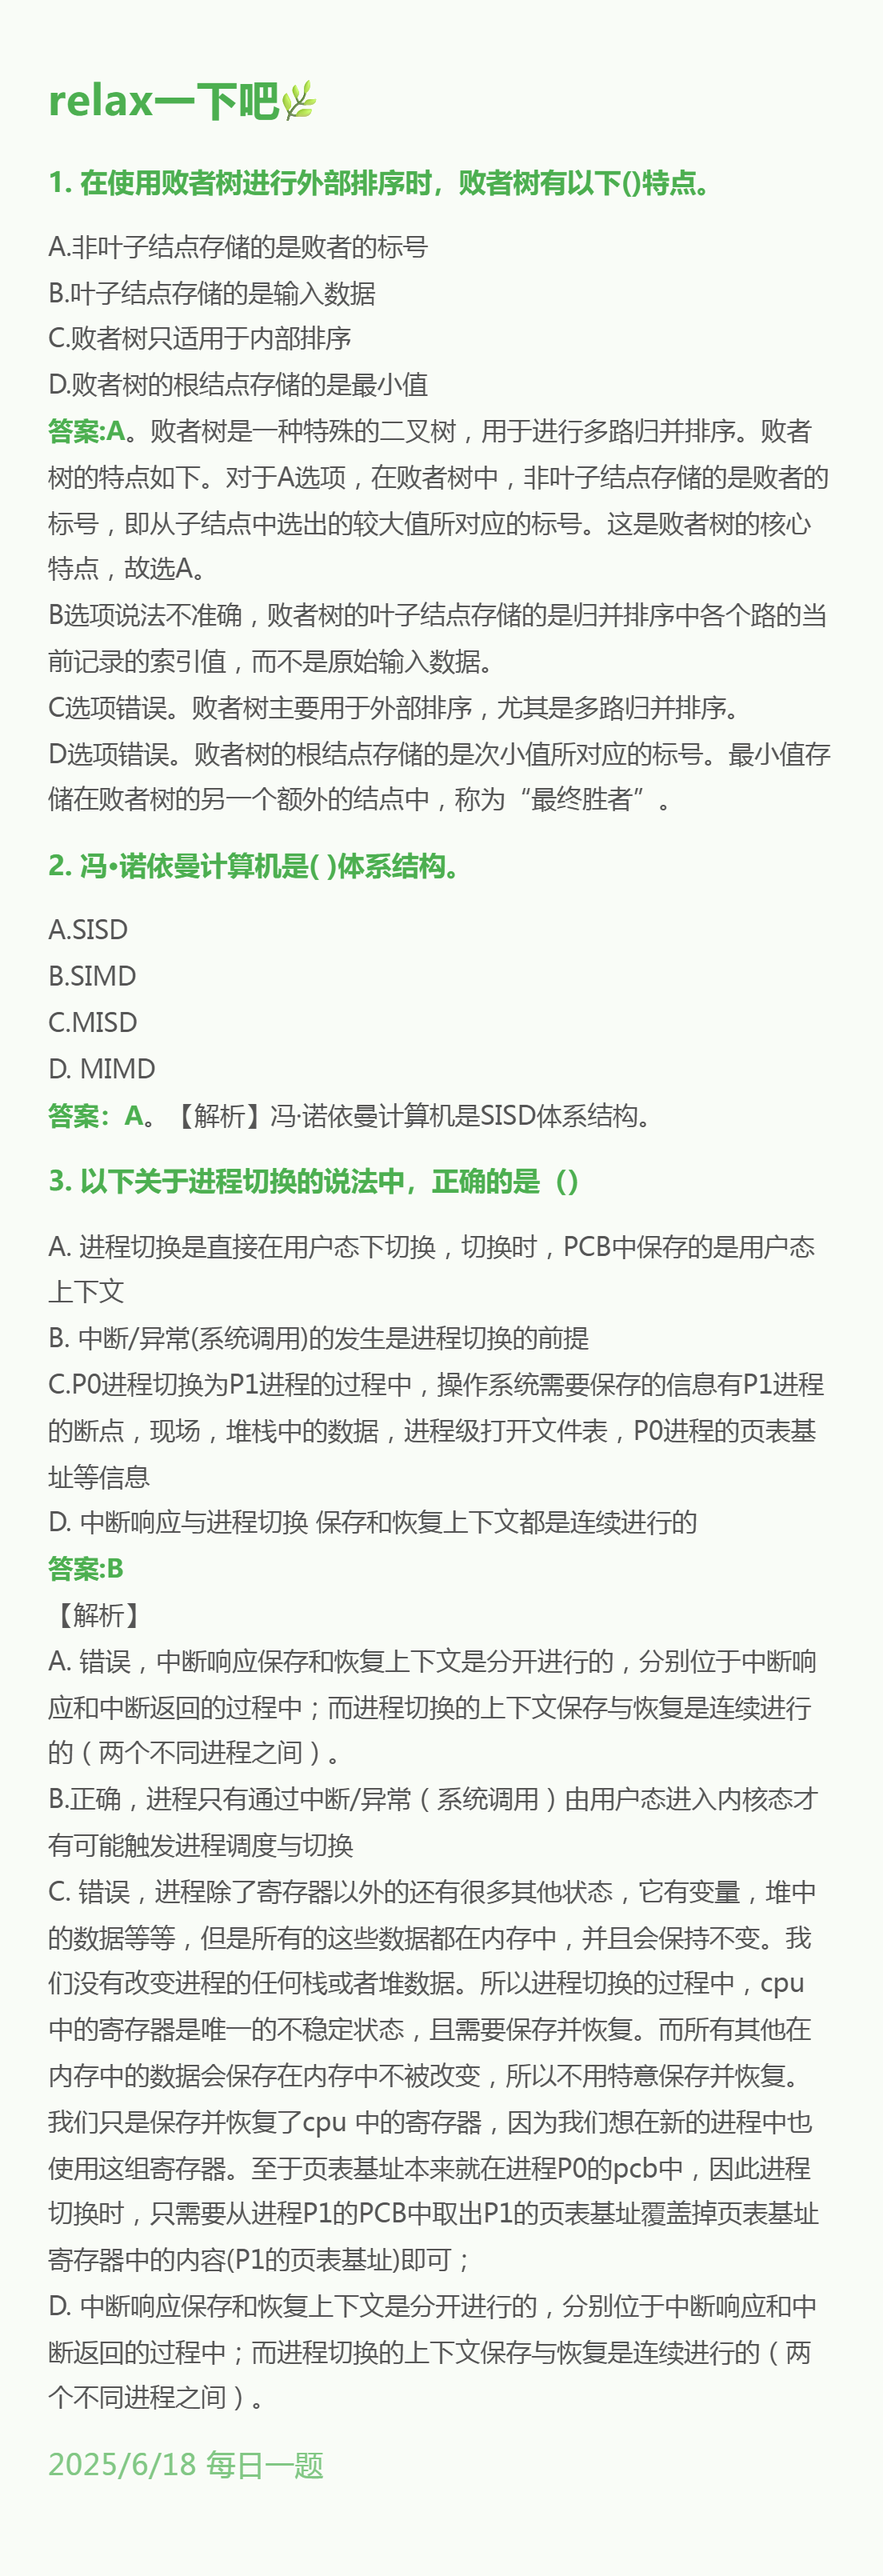 relax一下吧🌿
1. 在使用败者树进行外部排序时，败者树有以下()特点。
A.非叶子结点存储的是败者的标号
B.叶子结点存储的是输入数据
C.败者树只适用于内部排序
D.败者树的根结点存储的是最小值
答案:A。败者树是一种特殊的二叉树，用于进行多路归并排序。败者
树的特点如下。对于A选项，在败者树中，非叶子结点存储的是败者的
标号，即从子结点中选出的较大值所对应的标号。这是败者树的核心
特点，故选A。
B选项说法不准确，败者树的叶子结点存储的是归并排序中各个路的当
前记录的索引值，而不是原始输入数据。
C选项错误。败者树主要用于外部排序，尤其是多路归并排序。
D选项错误。败者树的根结点存储的是次小值所对应的标号。最小值存
储在败者树的另一个额外的结点中，称为“最终胜者”。
2. 冯•诺依曼计算机是( )体系结构。
A.SISD
B.SIMD
C.MISD
D. MIMD
答案：A。【解析】冯·诺依曼计算机是SISD体系结构。
3. 以下关于进程切换的说法中，正确的是（）
A. 进程切换是直接在用户态下切换，切换时，PCB中保存的是用户态
上下文
B. 中断/异常(系统调用)的发生是进程切换的前提
C.P0进程切换为P1进程的过程中，操作系统需要保存的信息有P1进程
的断点，现场，堆栈中的数据，进程级打开文件表，P0进程的页表基
址等信息
D. 中断响应与进程切换 保存和恢复上下文都是连续进行的
答案:B
【解析】
A. 错误，中断响应保存和恢复上下文是分开进行的，分别位于中断响
应和中断返回的过程中；而进程切换的上下文保存与恢复是连续进行
的（两个不同进程之间）。
B.正确，进程只有通过中断/异常（系统调用）由用户态进入内核态才
有可能触发进程调度与切换
C. 错误，进程除了寄存器以外的还有很多其他状态，它有变量，堆中
的数据等等，但是所有的这些数据都在内存中，并且会保持不变。我
们没有改变进程的任何栈或者堆数据。所以进程切换的过程中，cpu
中的寄存器是唯一的不稳定状态，且需要保存并恢复。而所有其他在
内存中的数据会保存在内存中不被改变，所以不用特意保存并恢复。
我们只是保存并恢复了cpu 中的寄存器，因为我们想在新的进程中也
使用这组寄存器。至于页表基址本来就在进程P0的pcb中，因此进程
切换时，只需要从进程P1的PCB中取出P1的页表基址覆盖掉页表基址
寄存器中的内容(P1的页表基址)即可；
D. 中断响应保存和恢复上下文是分开进行的，分别位于中断响应和中
断返回的过程中；而进程切换的上下文保存与恢复是连续进行的（两
个不同进程之间）。
2025/6/18 每日一题